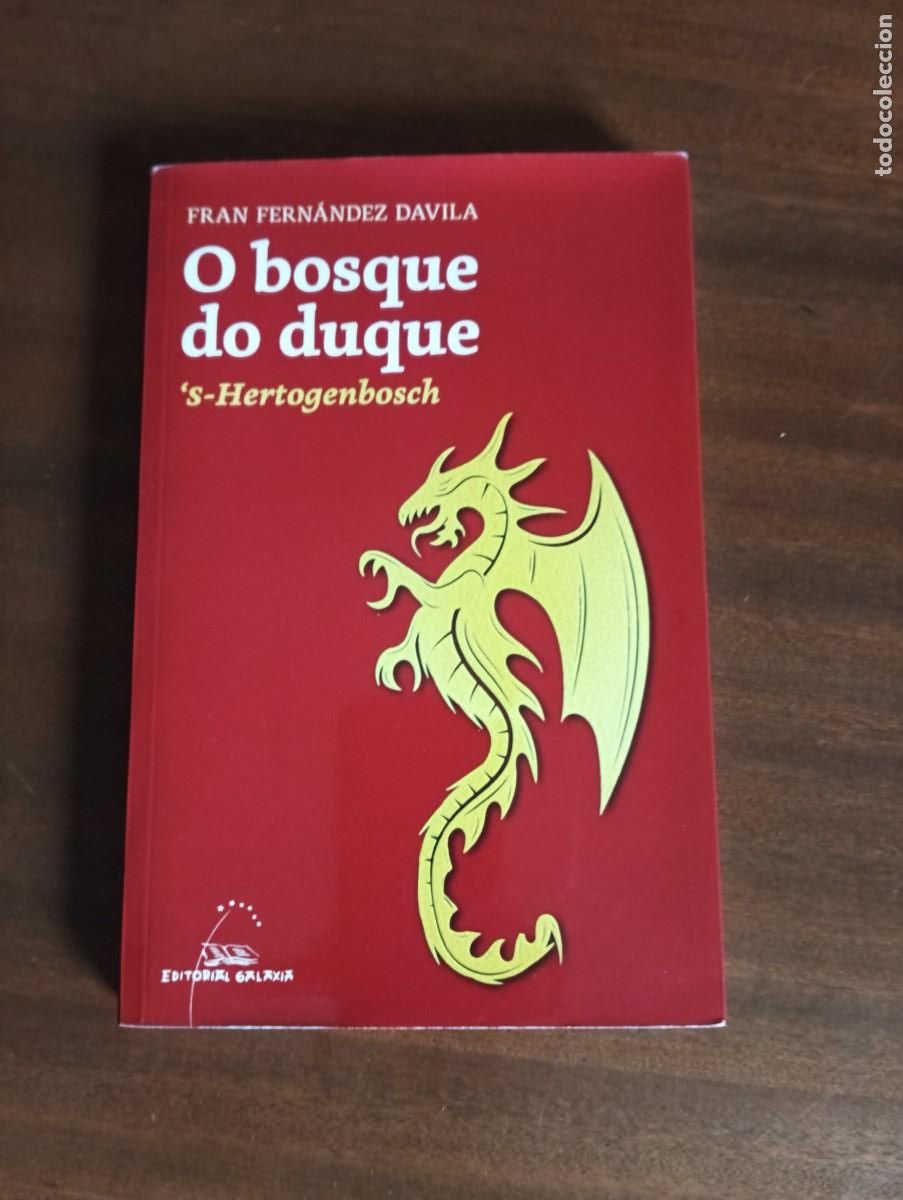 FRAN FERNÁNDEZ DAVILA
O bosque
do duque
‘s-Hertogenbosch
EDITORIAL GALAXIA
todocoleccion